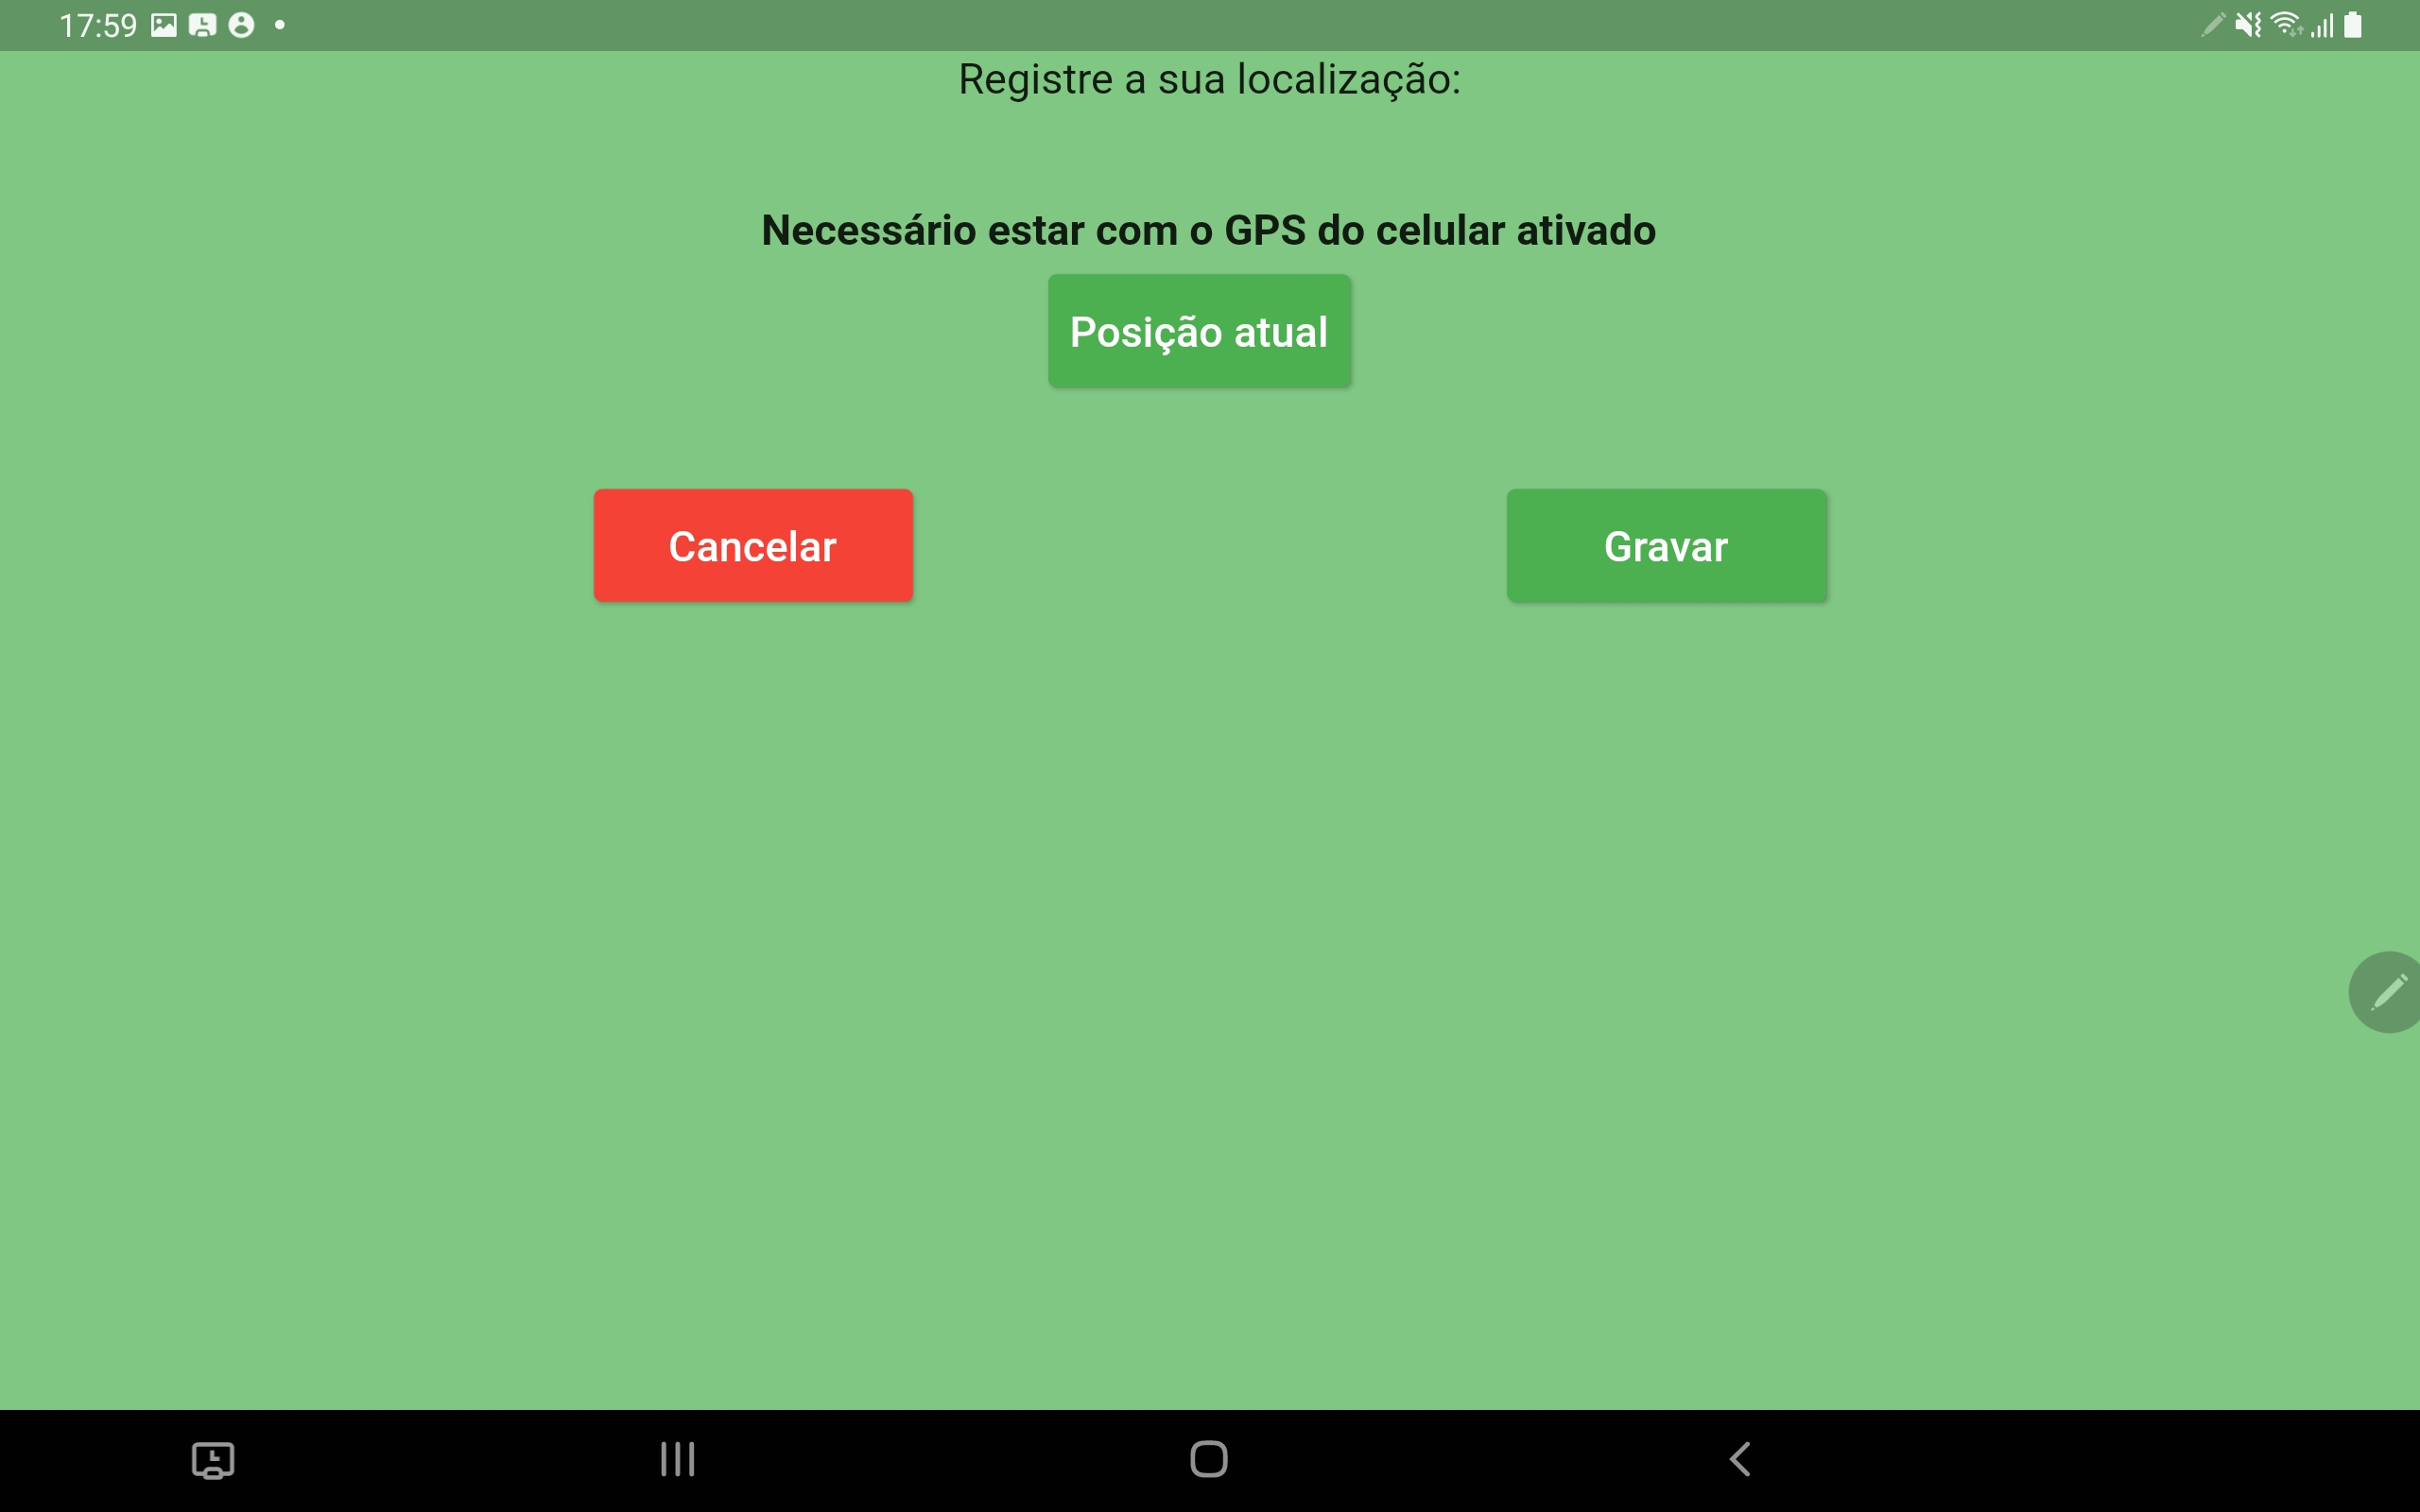 17:59
Registre a sua localização:
Necessário estar com o GPS do celular ativado
Posição atual
Cancelar
Gravar